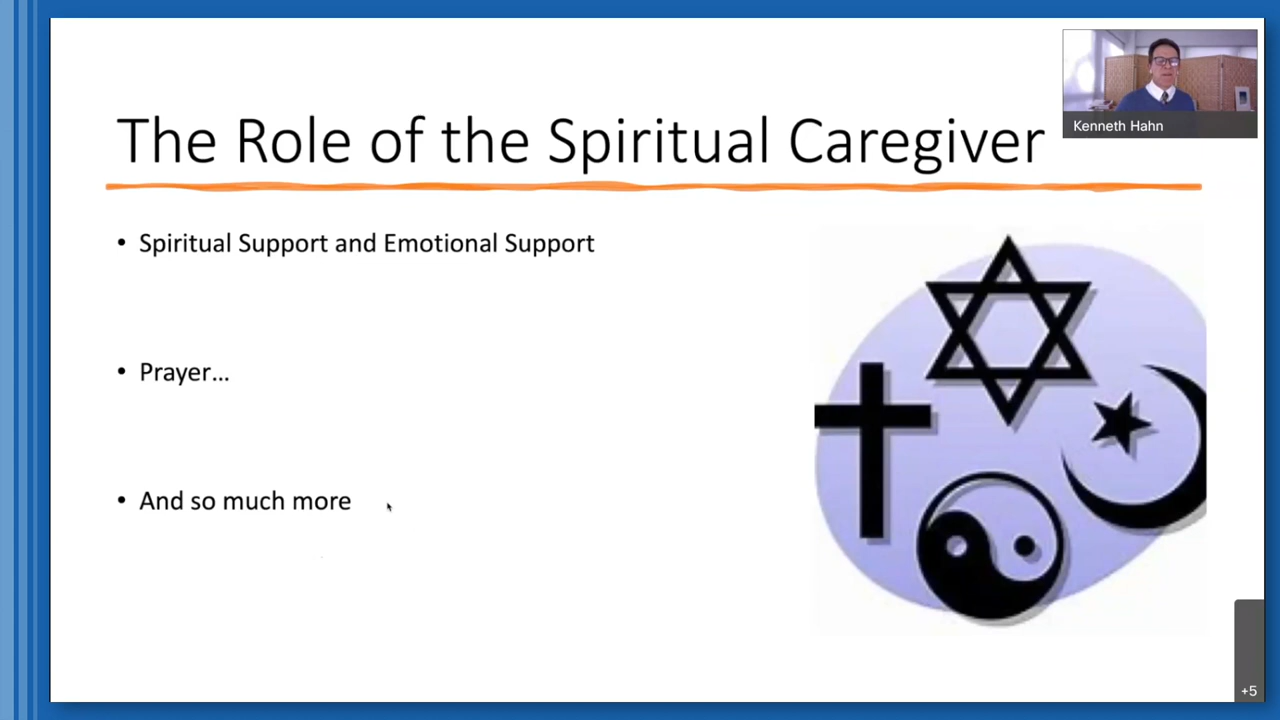 The Role of the Spiritual Caregiver
Kenneth Hahn
• Spiritual Support and Emotional Support
• Prayer...
• And so much more
+5